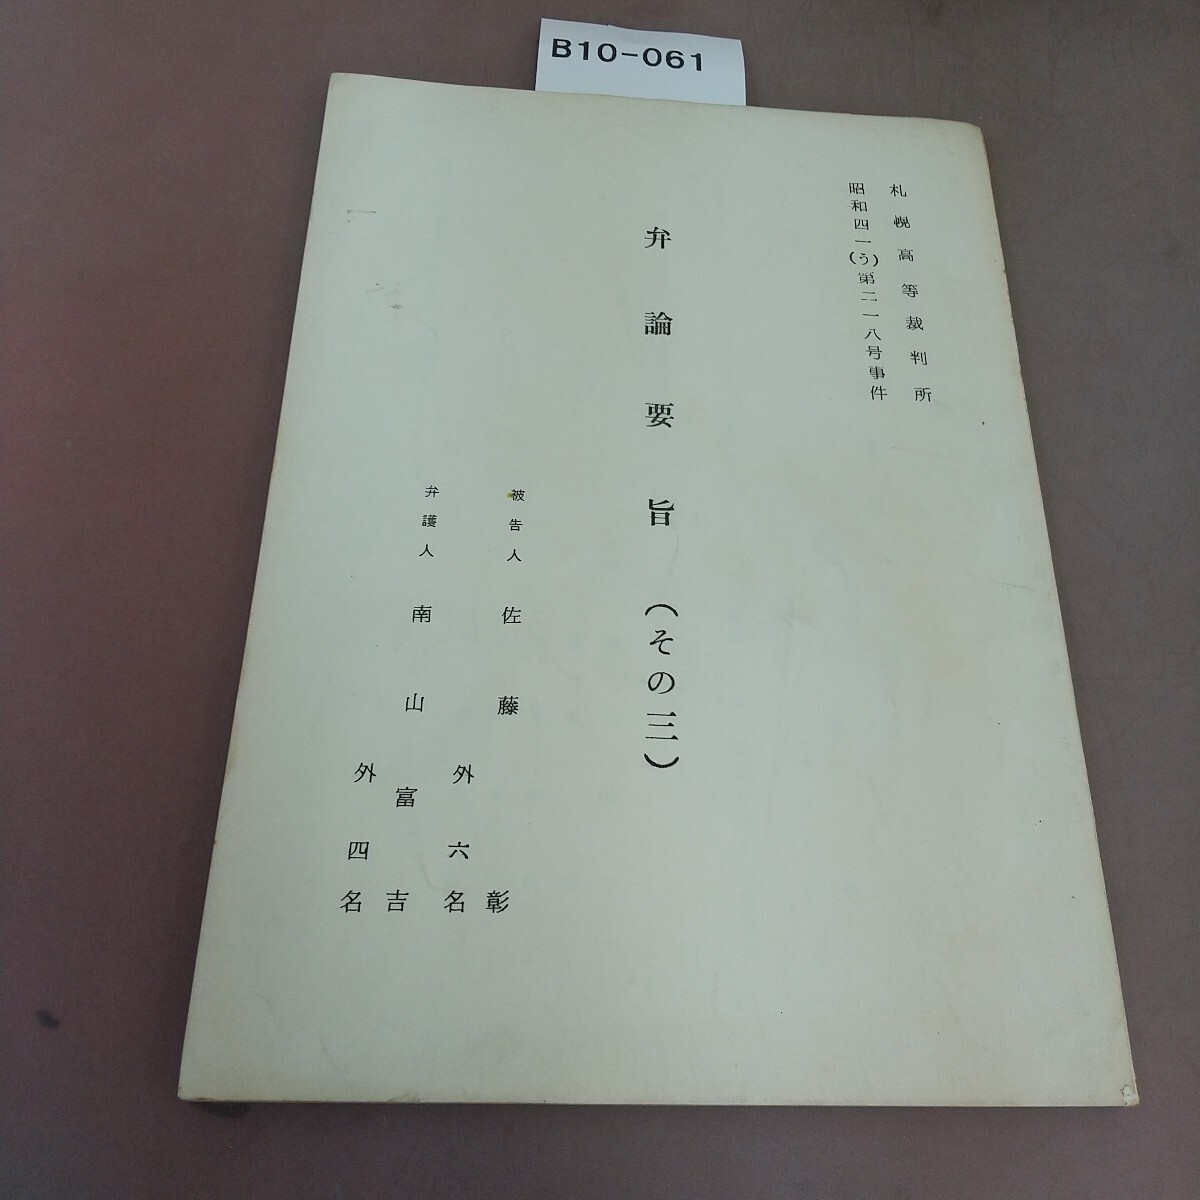 B10-061
札幌高等裁判所
昭和四一(う)第二一八号事件
弁論要旨(その三)
被告人 佐藤彰
外六名
弁護人 南山富吉
外四名